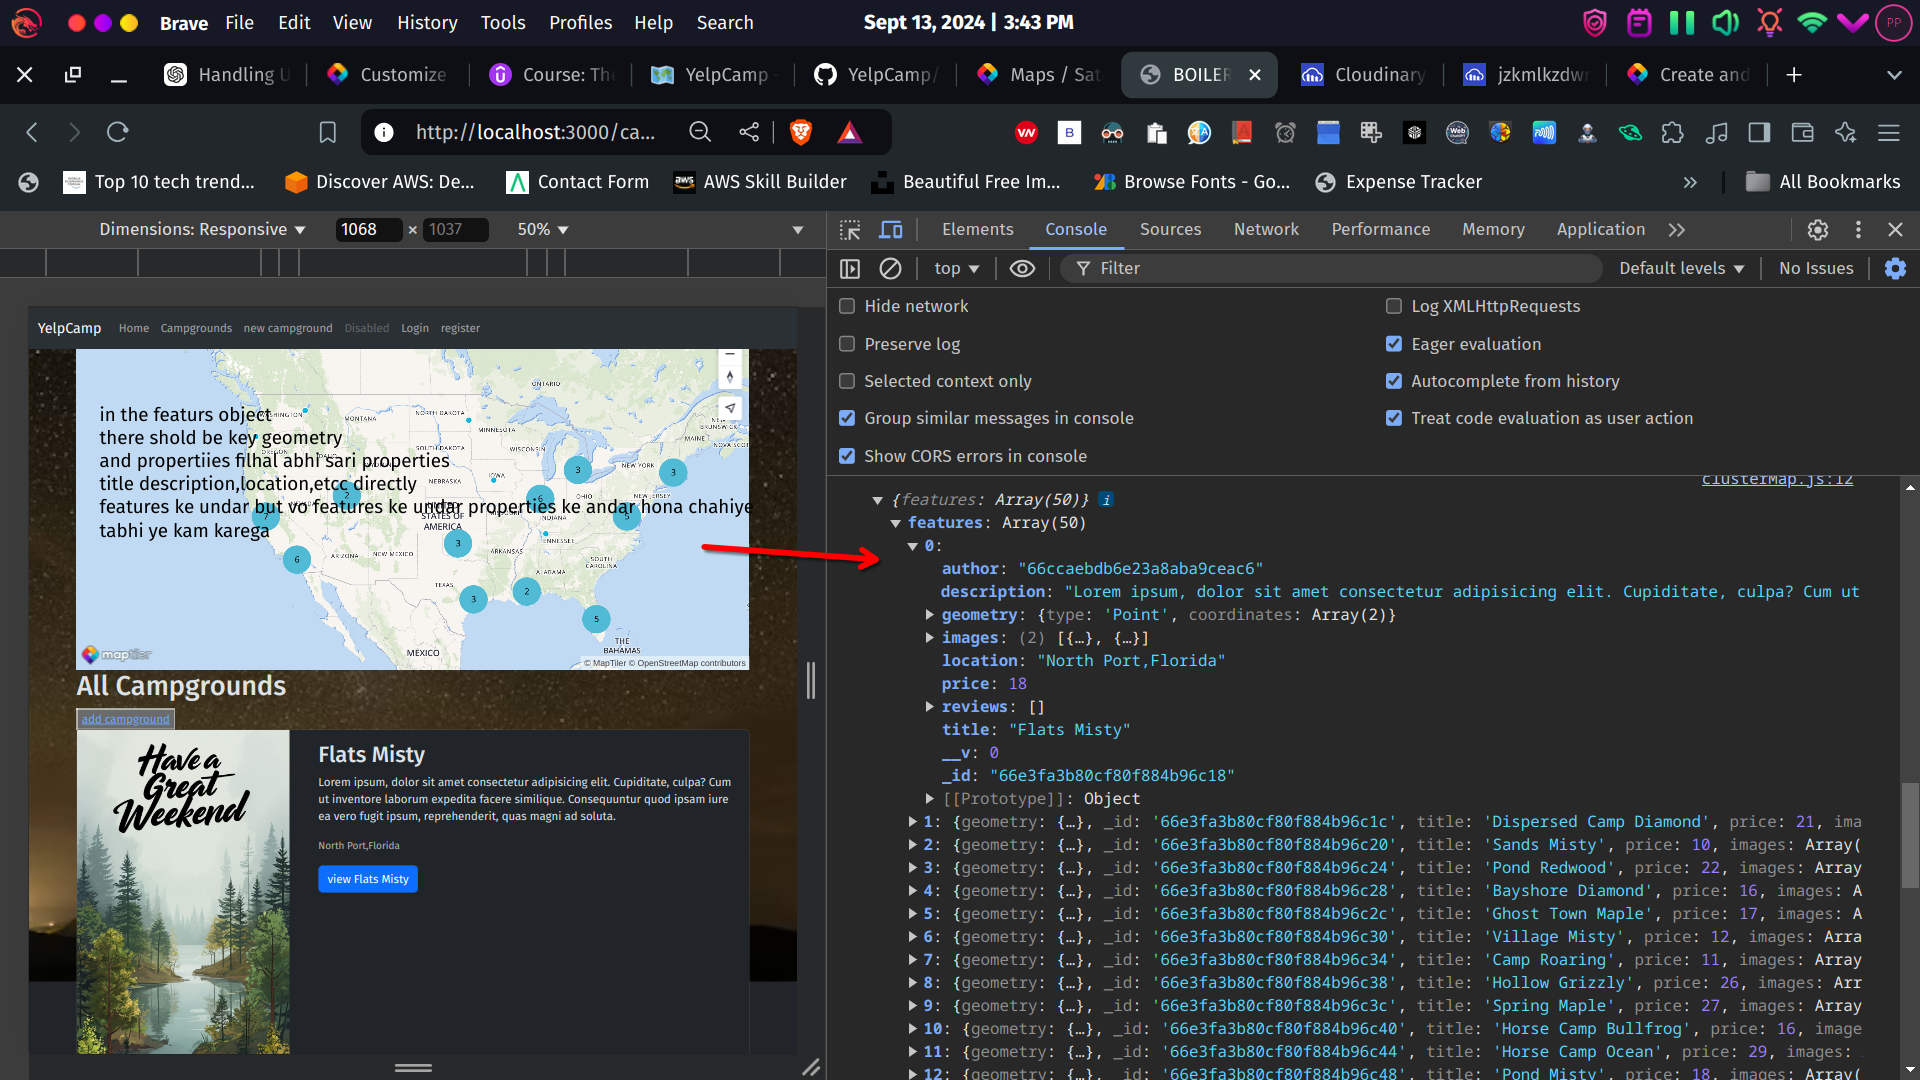 Brave File Edit View History Tools Profiles Help Search Sept 13, 2024 | 3:43 PM PP
Handling U Customize Course: The YelpCamp - YelpCamp/ Maps / Sat BOILER Cloudinary jzkmlkzdwr Create and
http://localhost:3000/ca...
Top 10 tech trend... Discover AWS: De... Contact Form AWS Skill Builder Beautiful Free Im... Browse Fonts - Go... Expense Tracker » All Bookmarks
Dimensions: Responsive 1068 × 1037 50%
Elements Console Sources Network Performance Memory Application »
top Filter Default levels No Issues
Hide network Log XMLHttpRequests
Preserve log Eager evaluation
Selected context only Autocomplete from history
Group similar messages in console Treat code evaluation as user action
Show CORS errors in console
YelpCamp Home Campgrounds new campground Disabled Login register
in the featurs object
there shold be key geometry
and propertiies filhal abhi sari properties
title description,location,etcc directly
features ke undar but vo features ke undar properties ke andar hona chahiye
tabhi ye kam karega
ONTARIO
MONTANA
NORTH DAKOTA
MINNESOTA
NEW BRUNSWICK
MAINE
NOVA SCOTIA
SOUTH DAKOTA
WISCONSIN
OREGON
NEW YORK
3
3
IOWA
NEBRASKA
2
6
OHIO
NEW JERSEY
INDIANA
7
5
UNITED STATES OF AMERICA
3
TENNESSEE
6
ARIZONA
NEW MEXICO
ARKANSAS
SOUTH CAROLINA
ALABAMA
TEXAS
3
2
5
THE BAHAMAS
MEXICO
maptiler
© MapTiler © OpenStreetMap contributors
All Campgrounds
add campground
Have a
Great
Weekend
Flats Misty
Lorem ipsum, dolor sit amet consectetur adipisicing elit. Cupiditate, culpa? Cum
ut inventore laborum expedita facere similique. Consequuntur quod ipsam iure
ea vero fugit ipsum, reprehenderit, quas magni ad soluta.
North Port,Florida
view Flats Misty
clusterMap.js:12
{features: Array(50)} i
features: Array(50)
0:
author: "66ccaebdb6e23a8aba9ceac6"
description: "Lorem ipsum, dolor sit amet consectetur adipisicing elit. Cupiditate, culpa? Cum ut
geometry: {type: 'Point', coordinates: Array(2)}
images: (2) [{…}, {…}]
location: "North Port,Florida"
price: 18
reviews: []
title: "Flats Misty"
__v: 0
_id: "66e3fa3b80cf80f884b96c18"
[[Prototype]]: Object
1: {geometry: {…}, _id: '66e3fa3b80cf80f884b96c1c', title: 'Dispersed Camp Diamond', price: 21, ima
2: {geometry: {…}, _id: '66e3fa3b80cf80f884b96c20', title: 'Sands Misty', price: 10, images: Array(
3: {geometry: {…}, _id: '66e3fa3b80cf80f884b96c24', title: 'Pond Redwood', price: 22, images: Array
4: {geometry: {…}, _id: '66e3fa3b80cf80f884b96c28', title: 'Bayshore Diamond', price: 16, images: A
5: {geometry: {…}, _id: '66e3fa3b80cf80f884b96c2c', title: 'Ghost Town Maple', price: 17, images: A
6: {geometry: {…}, _id: '66e3fa3b80cf80f884b96c30', title: 'Village Misty', price: 12, images: Arra
7: {geometry: {…}, _id: '66e3fa3b80cf80f884b96c34', title: 'Camp Roaring', price: 11, images: Array
8: {geometry: {…}, _id: '66e3fa3b80cf80f884b96c38', title: 'Hollow Grizzly', price: 26, images: Arr
9: {geometry: {…}, _id: '66e3fa3b80cf80f884b96c3c', title: 'Spring Maple', price: 27, images: Array
10: {geometry: {…}, _id: '66e3fa3b80cf80f884b96c40', title: 'Horse Camp Bullfrog', price: 16, image
11: {geometry: {…}, _id: '66e3fa3b80cf80f884b96c44', title: 'Horse Camp Ocean', price: 29, images:
12: {geometry: {…}, _id: '66e3fa3b80cf80f884b96c48', title: 'Pond Misty', price: 18, images: Array(